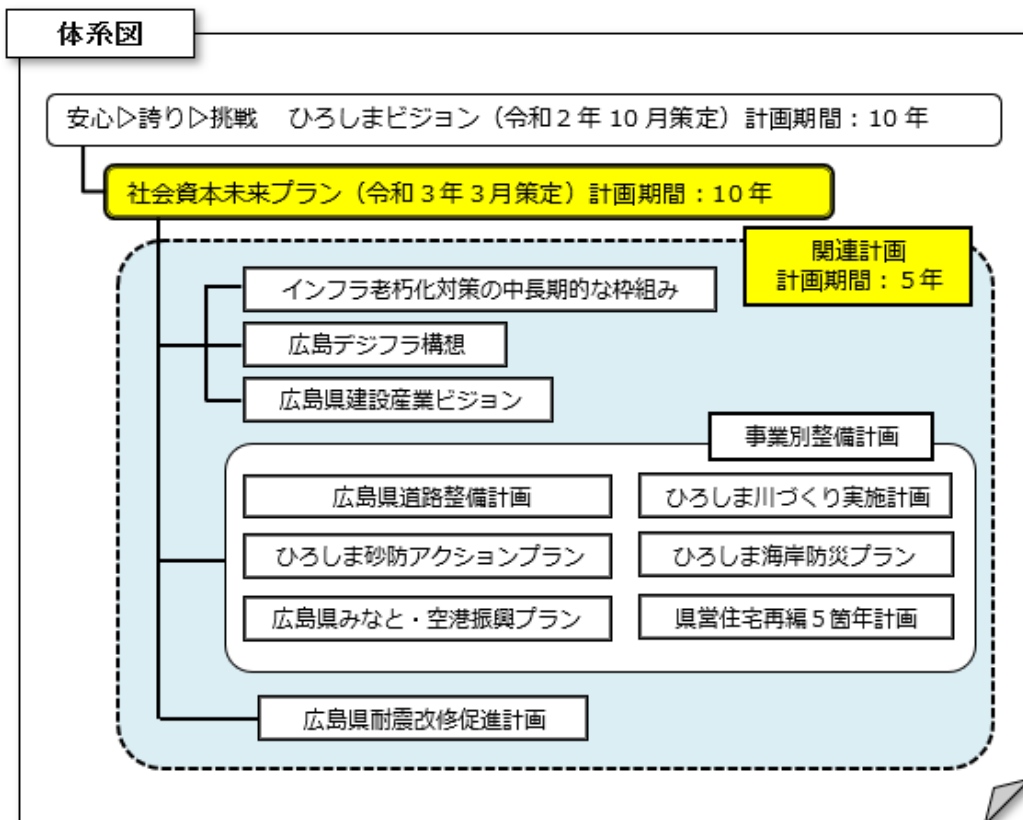 体系図
安心▷誇り▷挑戦 ひろしまビジョン（令和２年 10 月策定）計画期間：10 年
社会資本未来プラン（令和３年３月策定）計画期間：10 年
関連計画
計画期間：５年
インフラ老朽化対策の中長期的な枠組み
広島デジフラ構想
広島県建設産業ビジョン
事業別整備計画
広島県道路整備計画
ひろしま川づくり実施計画
ひろしま砂防アクションプラン
ひろしま海岸防災プラン
広島県みなと・空港振興プラン
県営住宅再編５箇年計画
広島県耐震改修促進計画